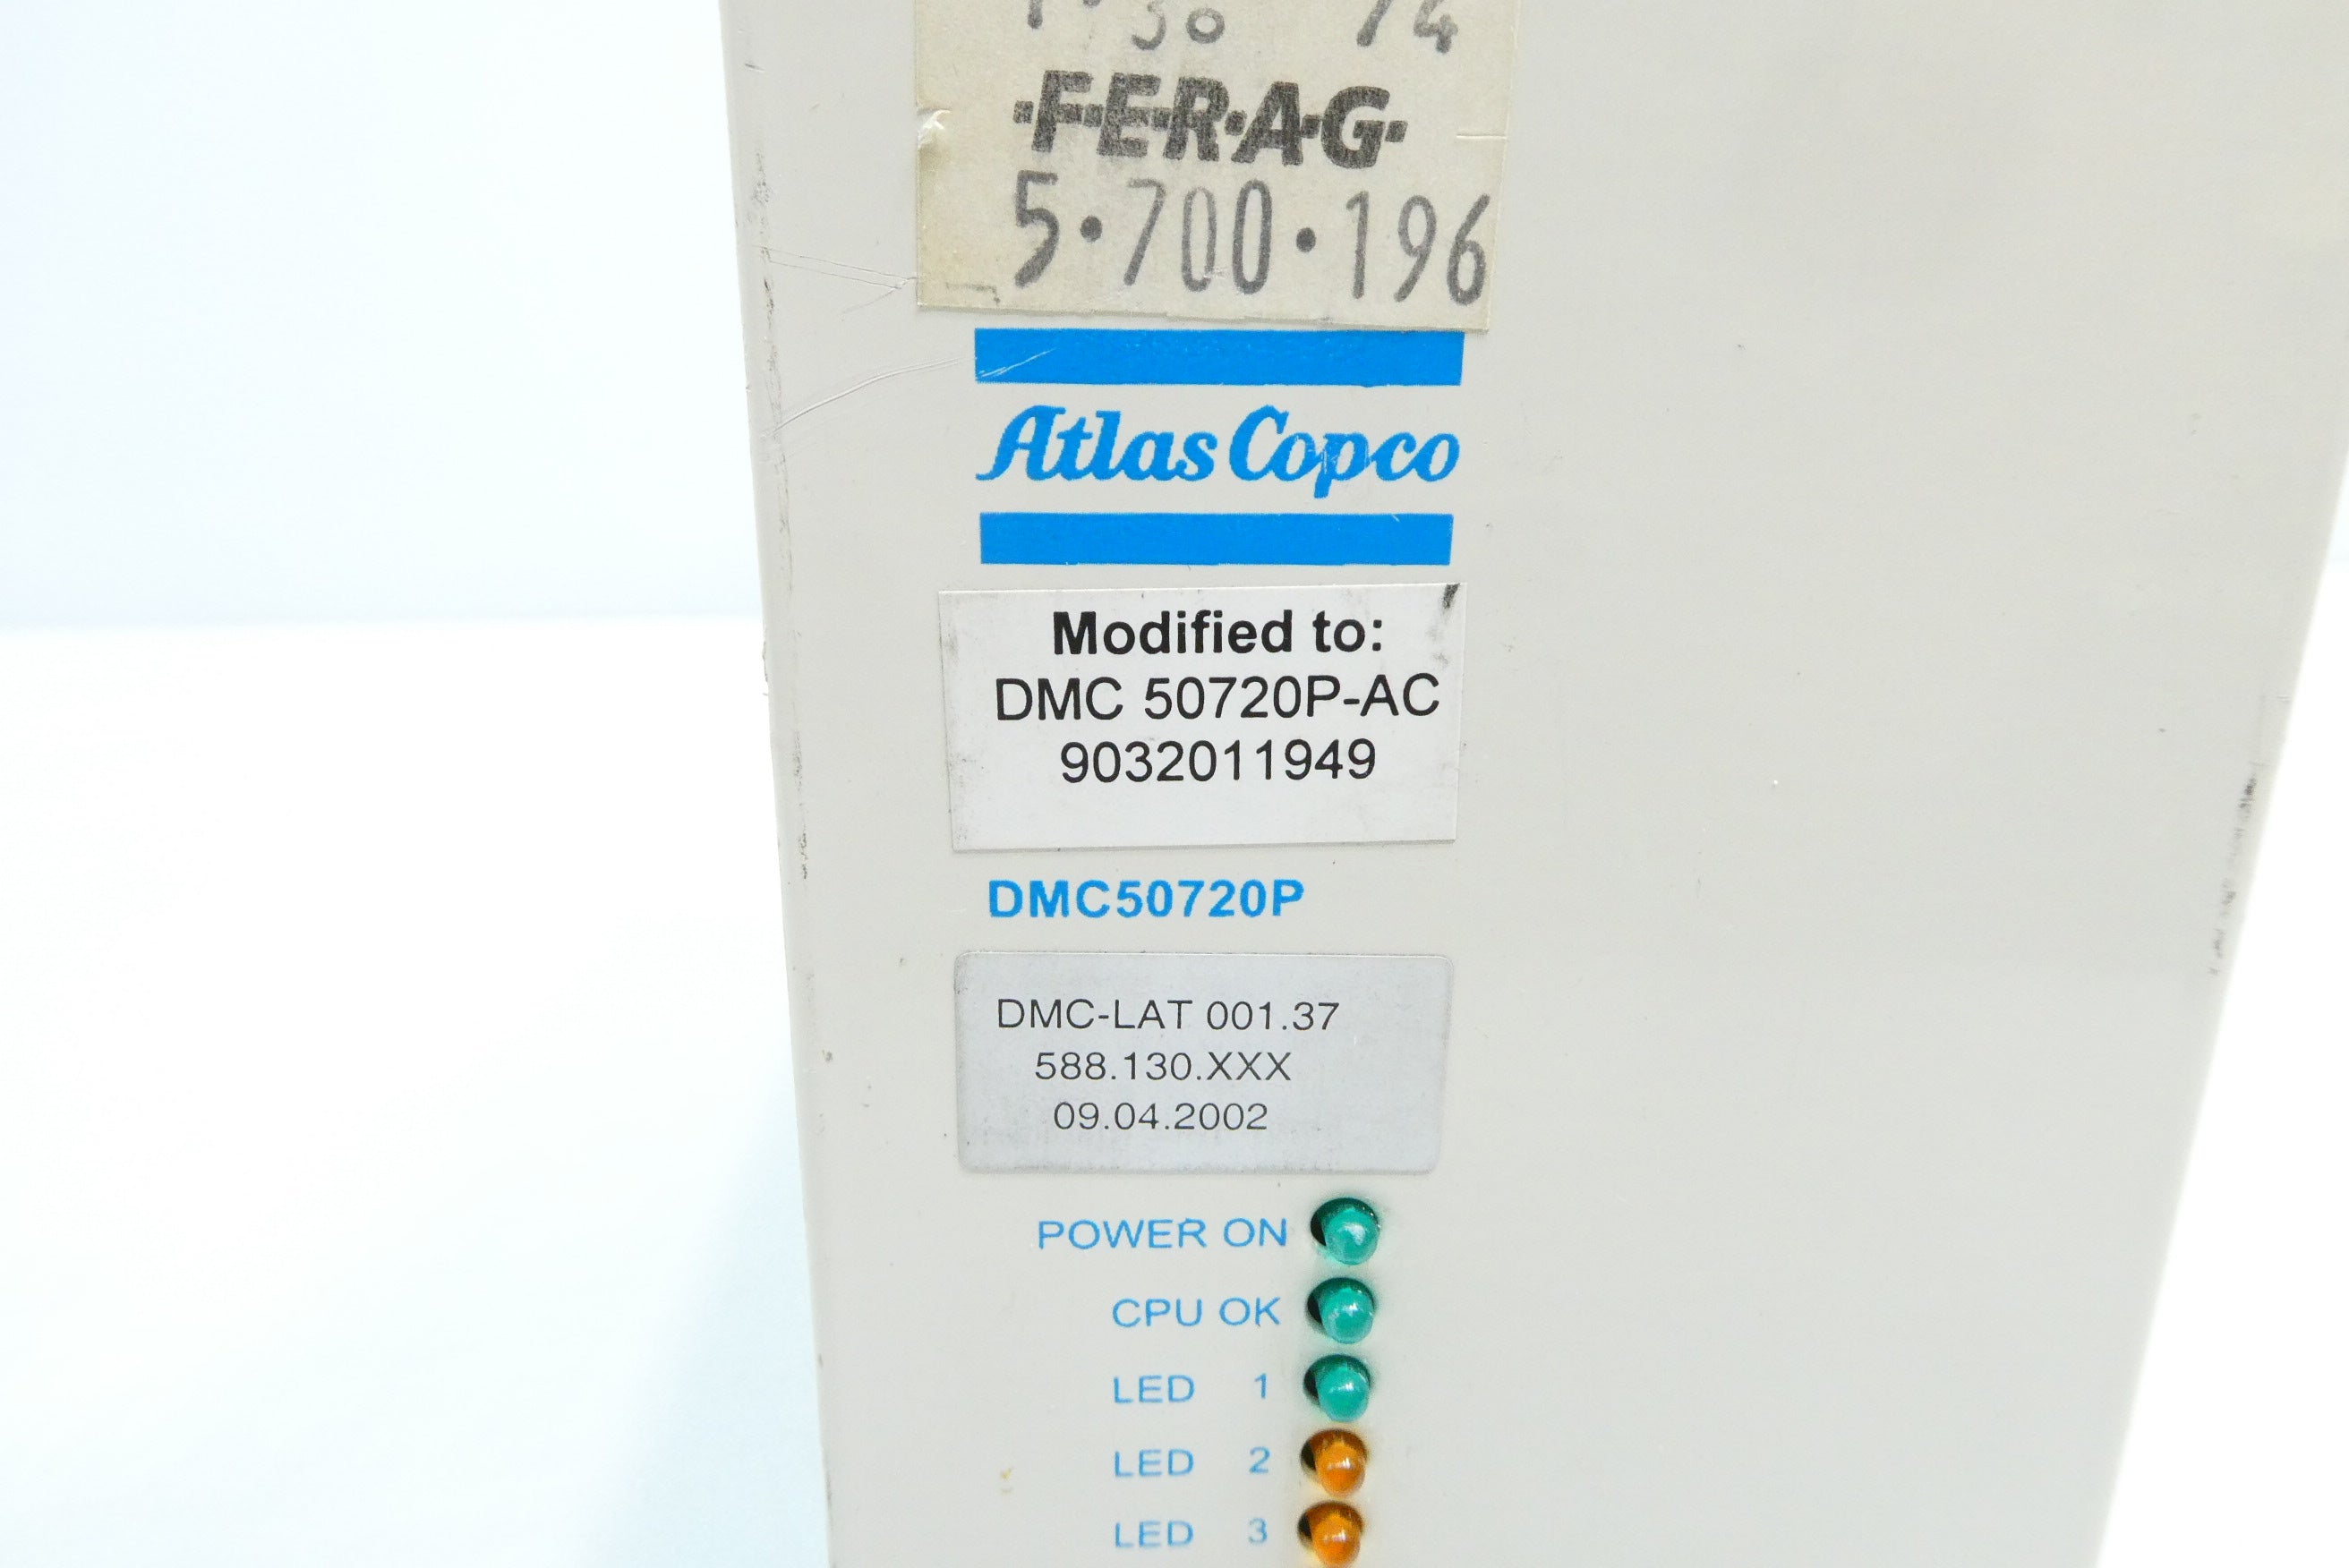 ·F·E·R·A·G·
5·700·196
Atlas Copco
Modified to:
DMC 50720P-AC
9032011949
DMC50720P
DMC-LAT 001.37
588.130.XXX
09.04.2002
POWER ON
CPU OK
LED 1
LED 2
LED 3